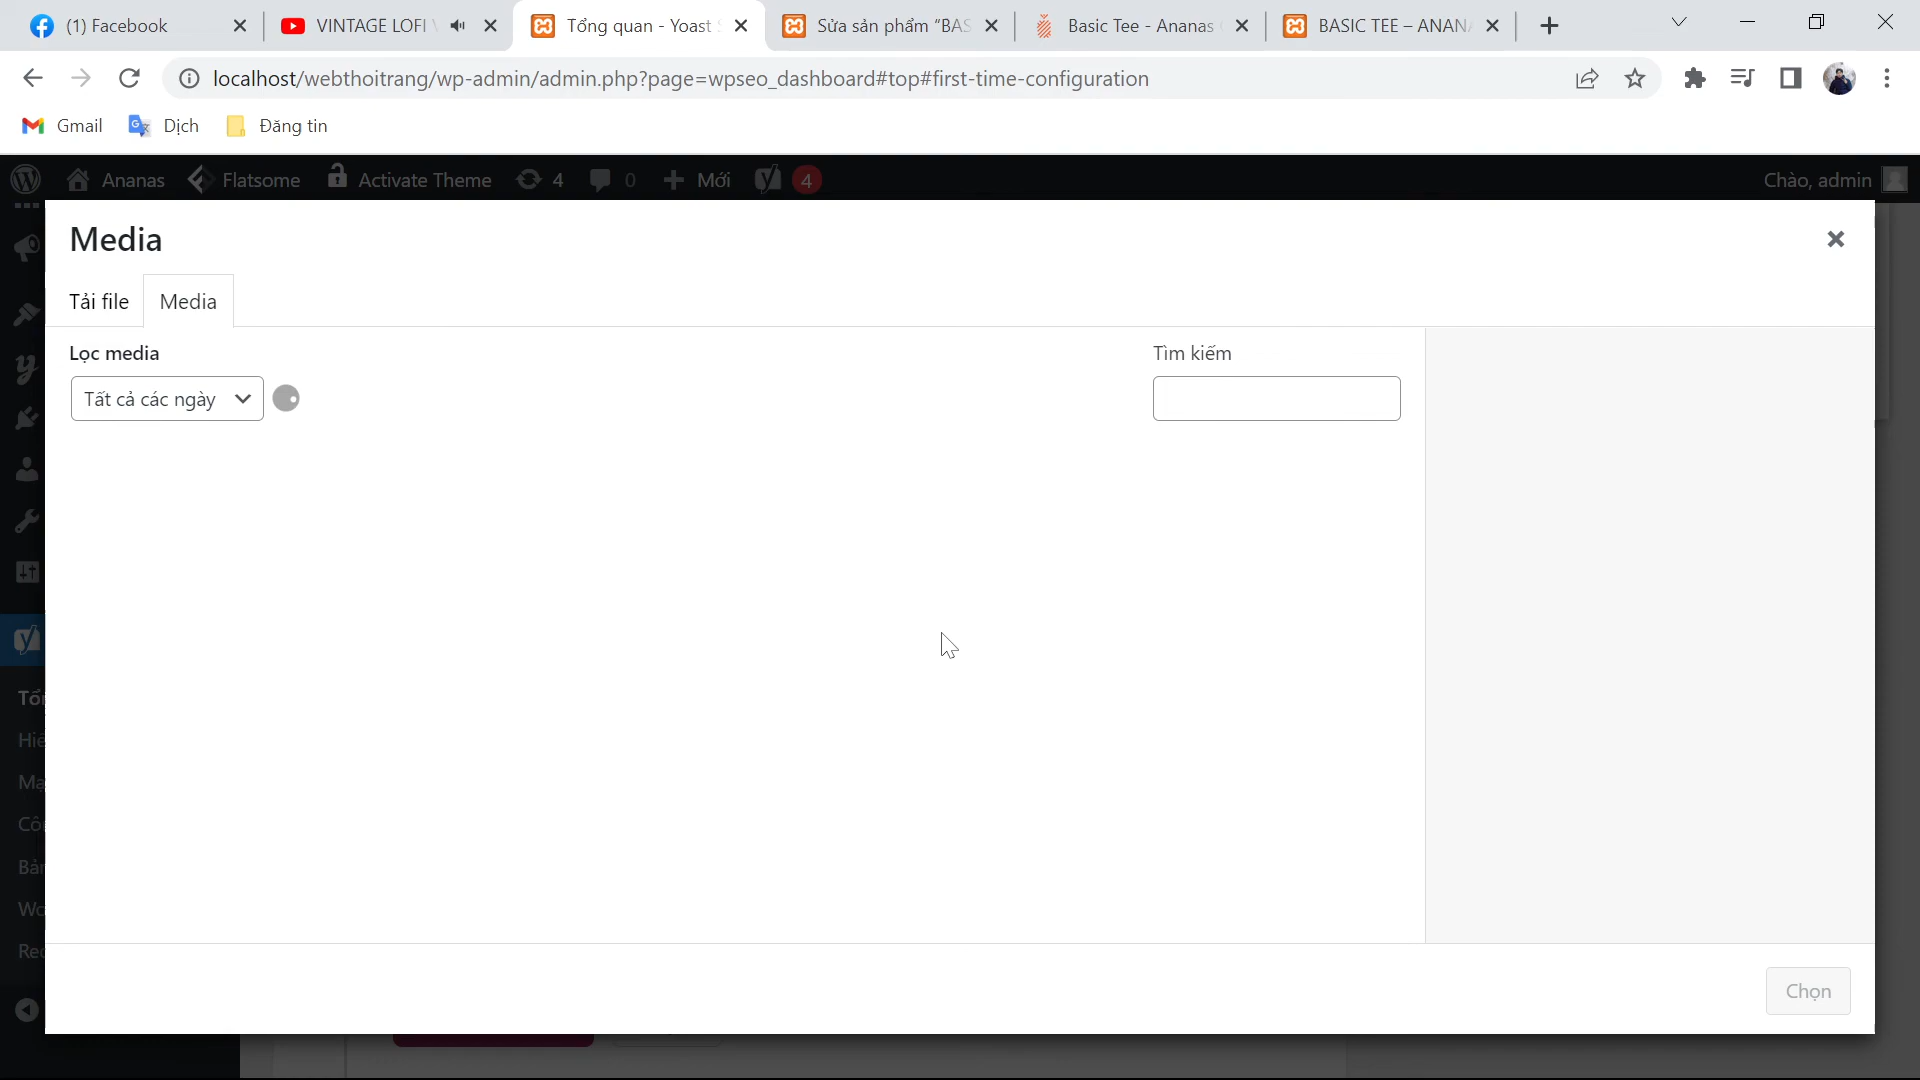 (1) Facebook
VINTAGE LOFI
Tổng quan - Yoast
Sửa sản phẩm “BAS
Basic Tee - Ananas
BASIC TEE – ANAN
localhost/webthoitrang/wp-admin/admin.php?page=wpseo_dashboard#top#first-time-configuration
Gmail
Dịch
Đăng tin
Ananas
Flatsome
Activate Theme
4
0
Mới
4
Chào, admin
Media
Tải file
Media
Lọc media
Tìm kiếm
Tất cả các ngày
Chọn